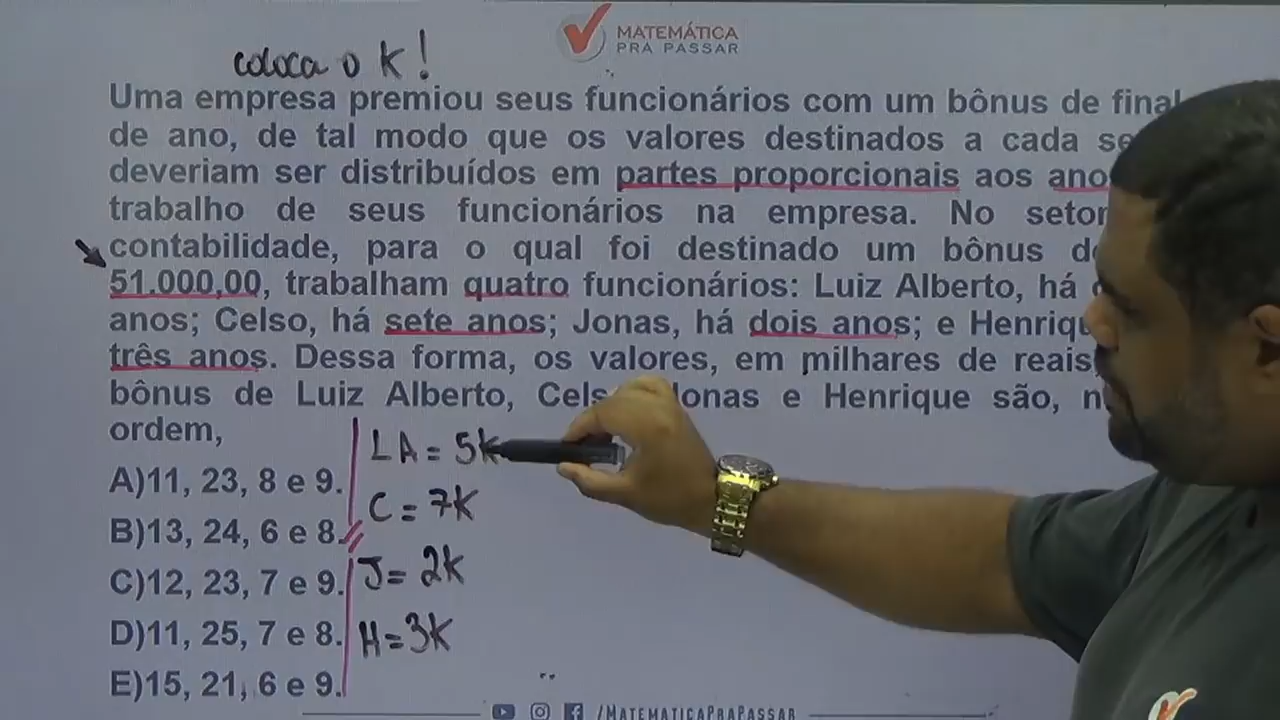 MATEMÁTICA
PRA PASSAR
coloca o K!
Uma empresa premiou seus funcionários com um bônus de final
de ano, de tal modo que os valores destinados a cada
deveriam ser distribuídos em partes proporcionais aos
trabalho de seus funcionários na empresa. No setor
contabilidade, para o qual foi destinado um bônus
51.000,00, trabalham quatro funcionários: Luiz Alberto, há
anos; Celso, há sete anos; Jonas, há dois anos; e
três anos. Dessa forma, os valores, em milhares de reais,
bônus de Luiz Alberto, Jonas e Henrique são,
ordem,
A)11, 23, 8 e 9.
B)13, 24, 6 e 8.
C)12, 23, 7 e 9.
D)11, 25, 7 e 8.
E)15, 21, 6 e 9.
LA = 5K
C = 7K
J = 2K
H = 3K
/MATEMATICAPRAPASSAR